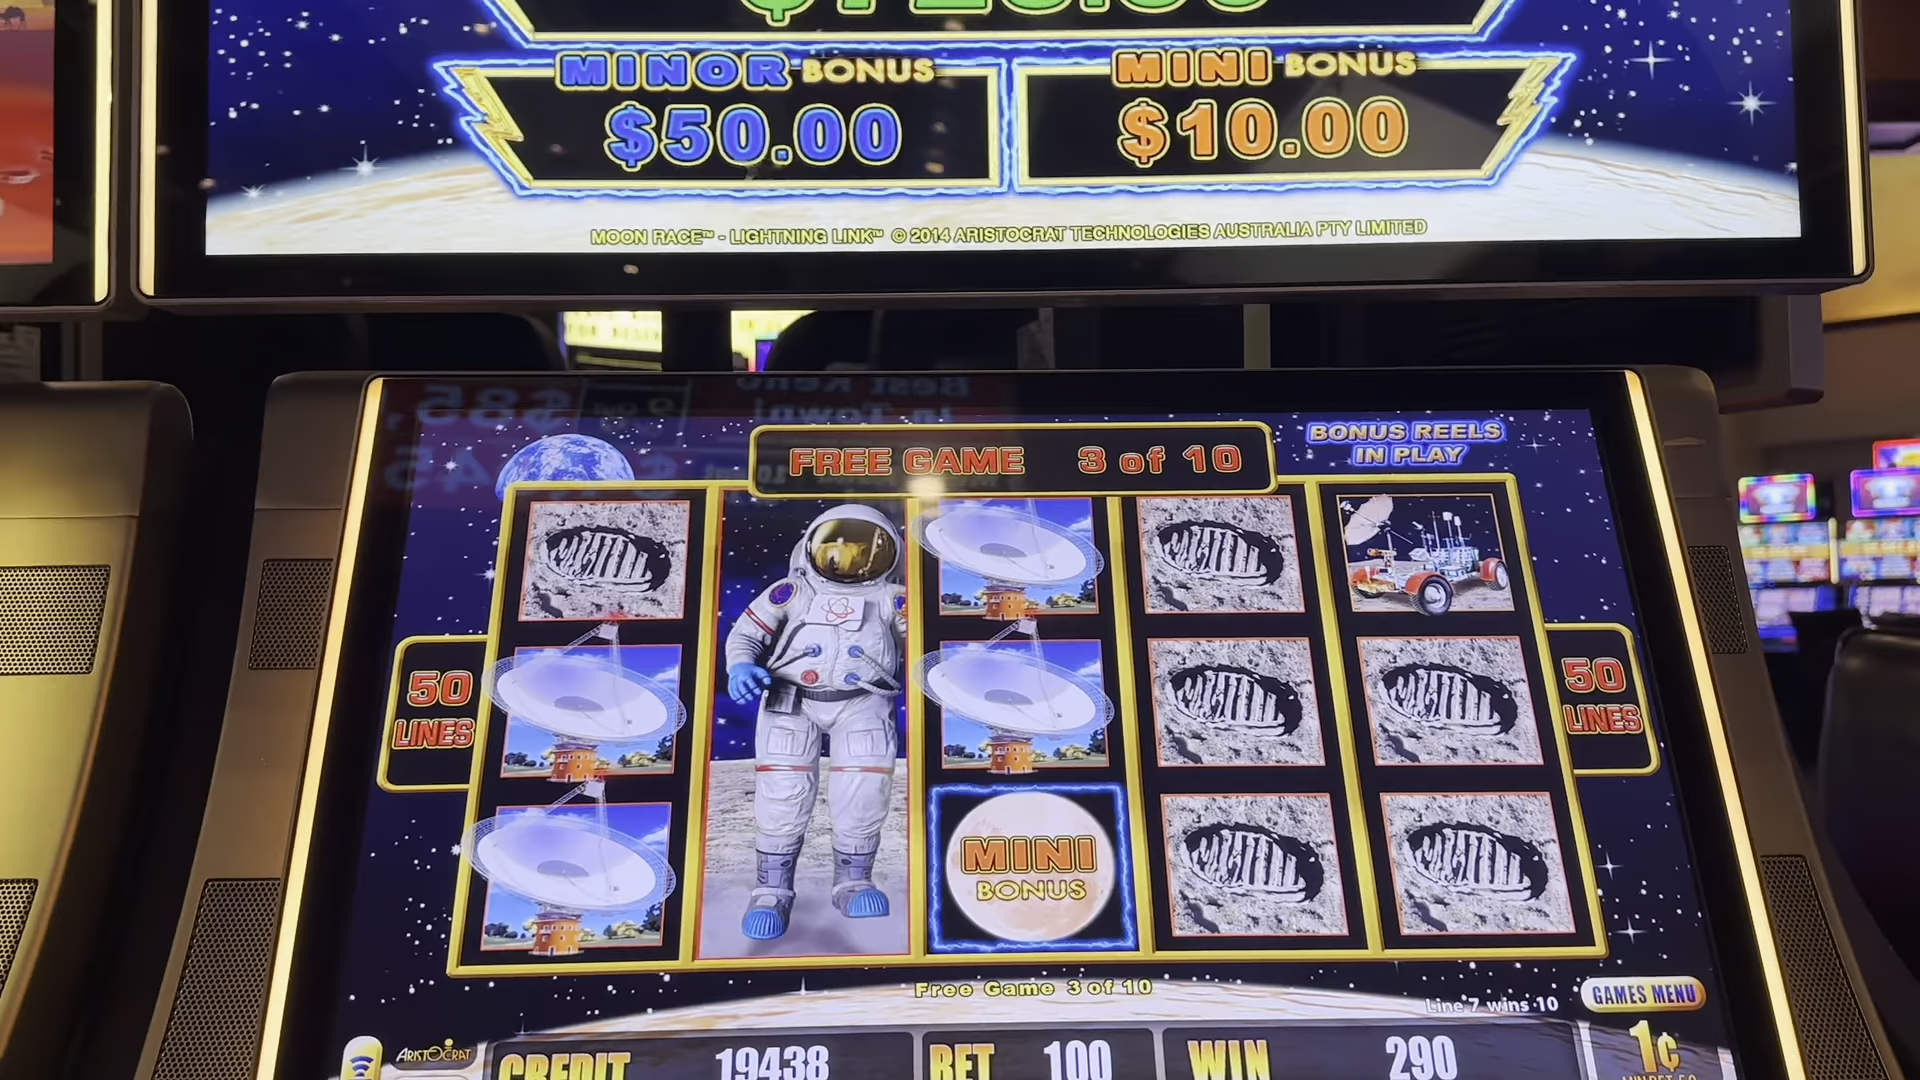 MINOR BONUS
$50.00
MINI BONUS
$10.00
MOON RACE™ - LIGHTNING LINK™ © 2014 ARISTOCRAT TECHNOLOGIES AUSTRALIA PTY LIMITED
FREE GAME 3 of 10
BONUS REELS
IN PLAY
50
LINES
50
LINES
MINI
BONUS
Free Game 3 of 10
Line 7 wins 10
GAMES MENU
ARISTOCRAT
CREDIT 19438
BET 100
WIN 290
1¢